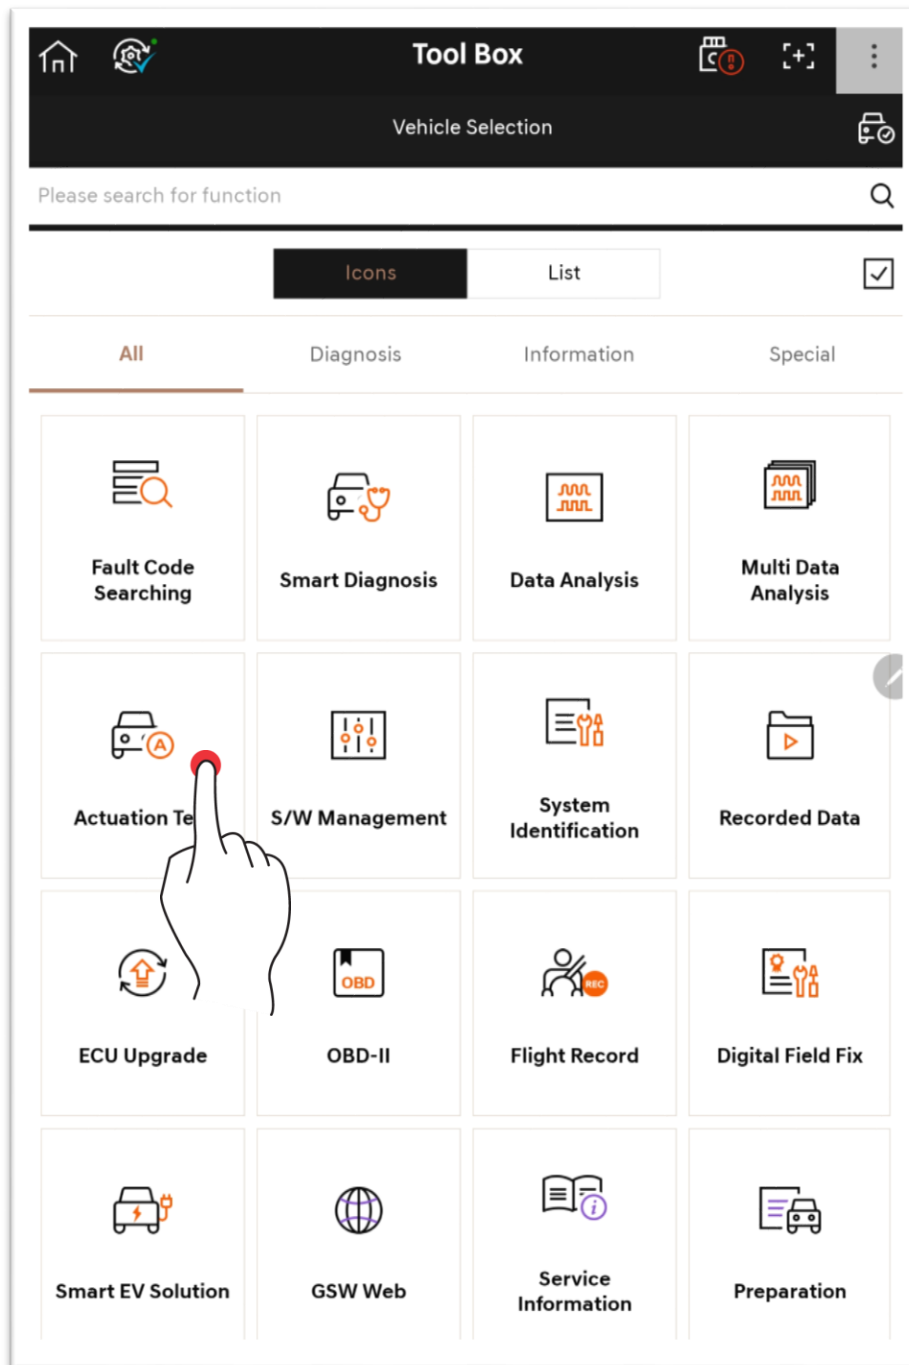 Tool Box
Vehicle Selection
Please search for function
Icons
List
All
Diagnosis
Information
Special
Fault Code
Searching
Smart Diagnosis
Data Analysis
Multi Data
Analysis
A
Actuation Te
S/W Management
System
Identification
Recorded Data
ECU Upgrade
OBD
OBD-II
REC
Flight Record
Digital Field Fix
Smart EV Solution
GSW Web
i
Service
Information
Preparation